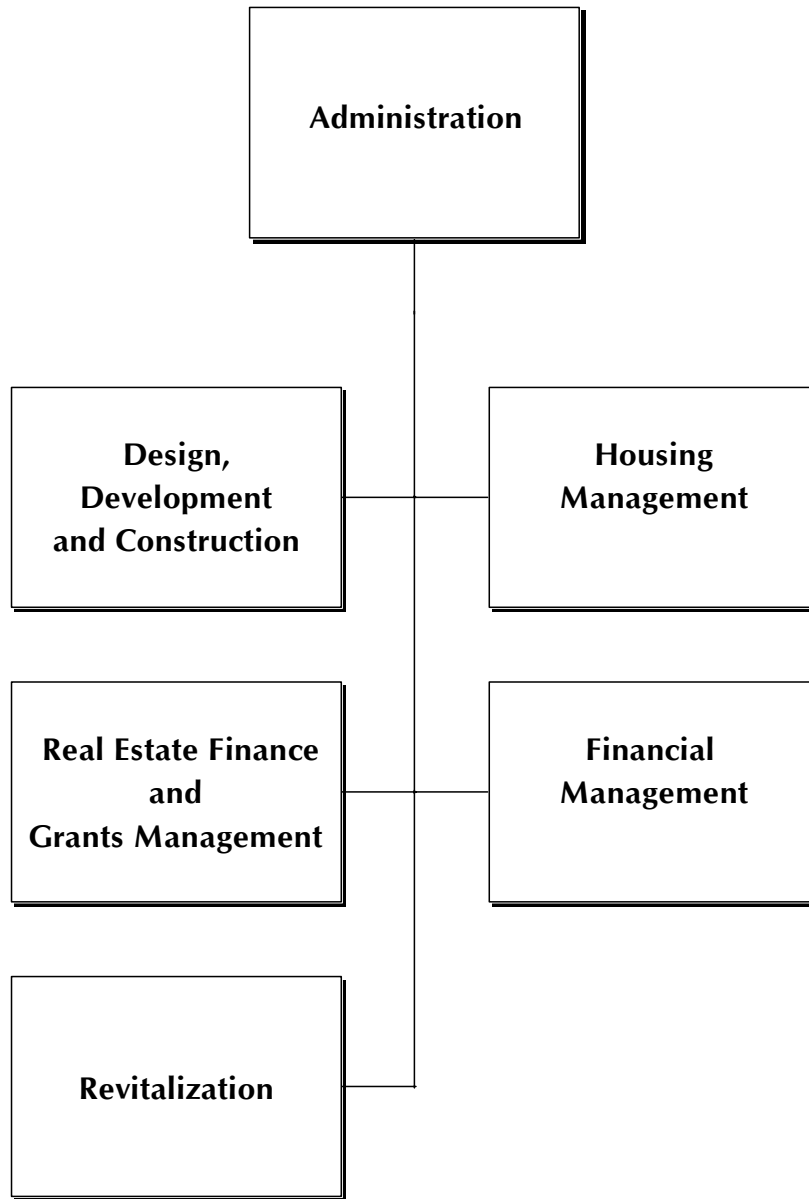 Administration
Design,
Development
and Construction
Housing
Management
Real Estate Finance
and
Grants Management
Financial
Management
Revitalization